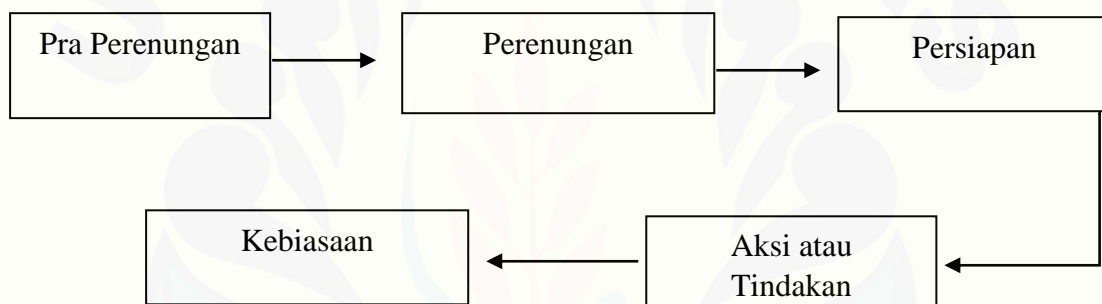 Pra Perenungan
Perenungan
Persiapan
Kebiasaan
Aksi atau
Tindakan